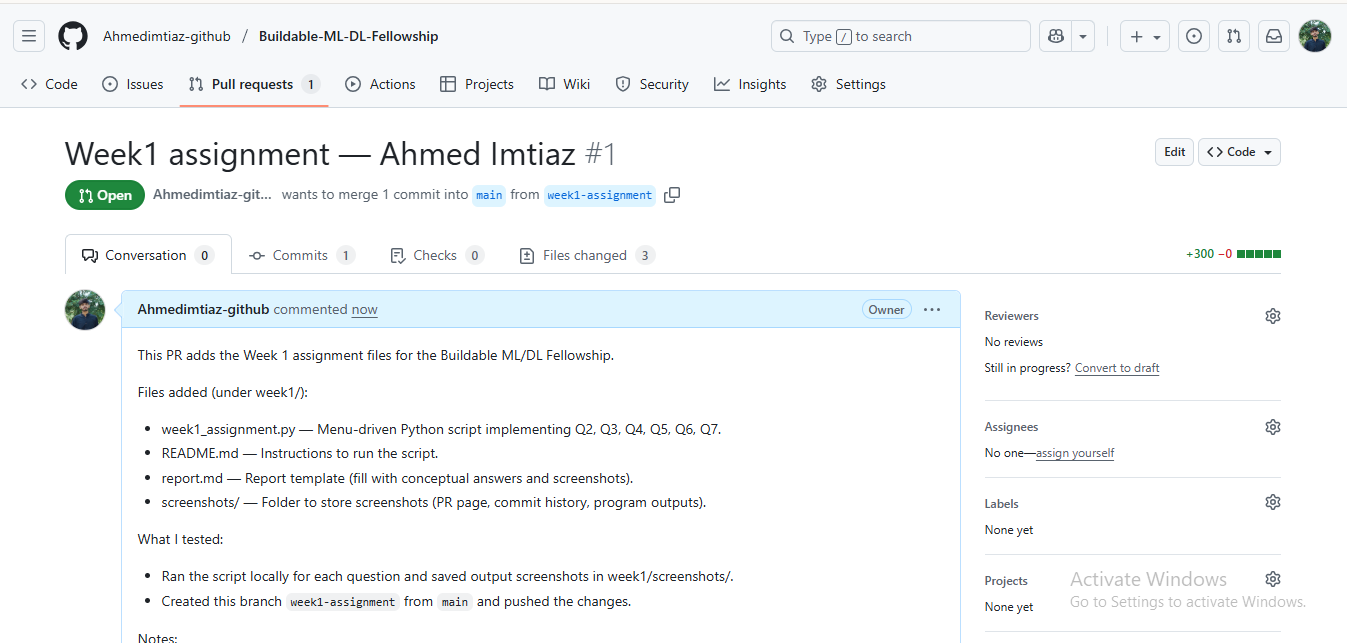 Ahmedimtiaz-github / Buildable-ML-DL-Fellowship
Type / to search
Code Issues Pull requests 1 Actions Projects Wiki Security Insights Settings
Week1 assignment — Ahmed Imtiaz #1
Edit
Code
Open Ahmedimtiaz-git... wants to merge 1 commit into main from week1-assignment
Conversation 0 Commits 1 Checks 0 Files changed 3
+300 −0
Ahmedimtiaz-github commented now
Owner
This PR adds the Week 1 assignment files for the Buildable ML/DL Fellowship.
Files added (under week1/):
• week1_assignment.py — Menu-driven Python script implementing Q2, Q3, Q4, Q5, Q6, Q7.
• README.md — Instructions to run the script.
• report.md — Report template (fill with conceptual answers and screenshots).
• screenshots/ — Folder to store screenshots (PR page, commit history, program outputs).
What I tested:
• Ran the script locally for each question and saved output screenshots in week1/screenshots/.
• Created this branch week1-assignment from main and pushed the changes.
Notes:
Reviewers
No reviews
Still in progress? Convert to draft
Assignees
No one—assign yourself
Labels
None yet
Projects
None yet
Activate Windows
Go to Settings to activate Windows.